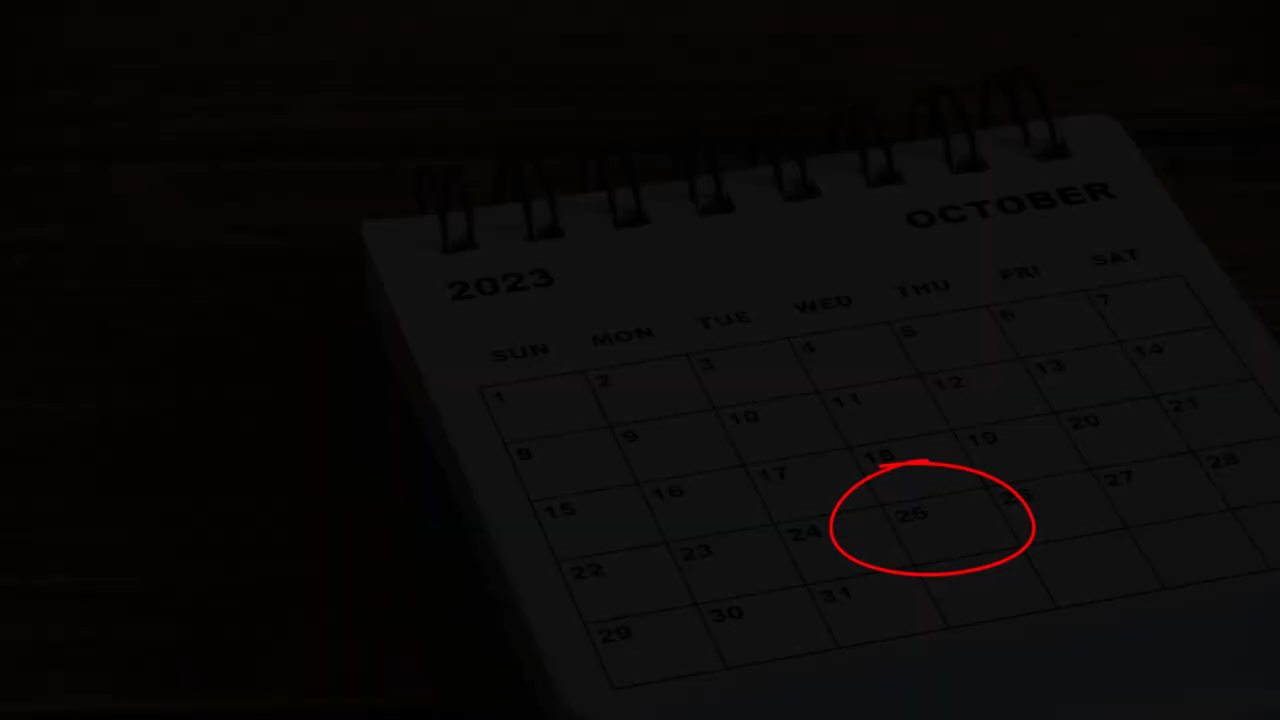 OCTOBER
2023
SUN MON TUE WED THU FRI SAT
1 2 3 4 5 6 7
8 9 10 11 12 13 14
15 16 17 18 19 20 21
22 23 24 25 26 27 28
29 30 31